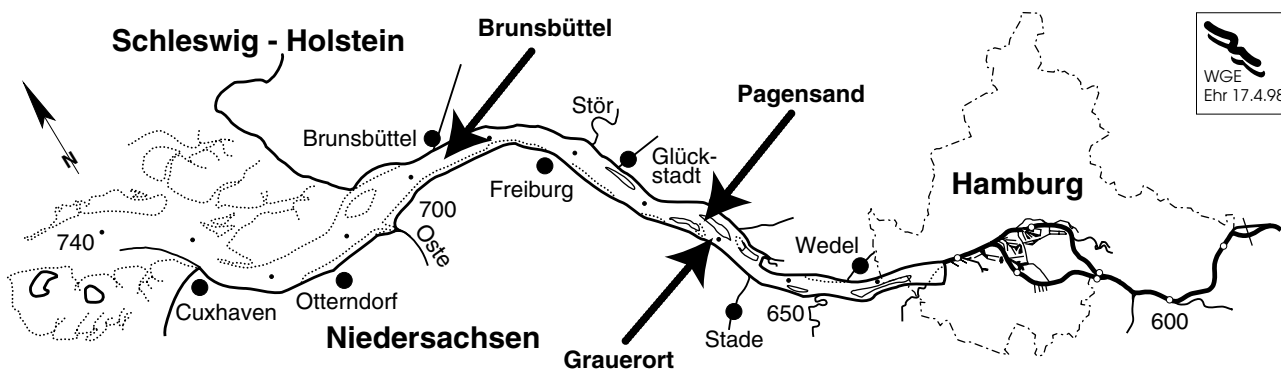 Schleswig - Holstein
Brunsbüttel
WGE
Ehr 17.4.98
Pagensand
Stör
Brunsbüttel
Glück-
stadt
N
Freiburg
Hamburg
700
740
Oste
Wedel
Cuxhaven
Otterndorf
650
600
Niedersachsen
Stade
Grauerort